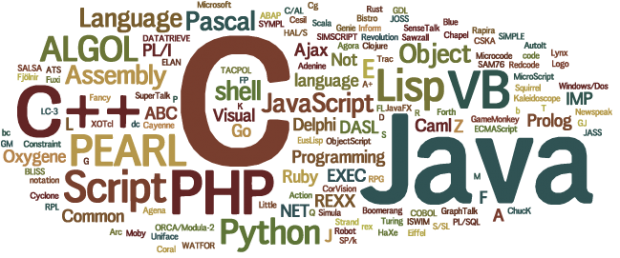 Microsoft
Language Pascal ABAP C/AL Cg Rust Gdl SenseTalk Blue Rapira
DATATREVE SYMPL Cesil Scala Bistro JOSS Sawzall Chapel CSKA SiMPLE
ALGOL PL/I HAL/S Genie Inform
SIMSCRIPT Revolution Object Microcode AutoIt code Lynx
SALSA ATS ELAN Ajax Agora Clojure SAM76 Redcode Logo
Fjölnir Fuxi Assembly TACPOL FP Adenine Not E Trac
C shell language A+ Lisp VB MicroScript Windows/Dos
C++ Fancy SuperTalk P K JavaScript JavaFX Squirrel Kaleidoscope IMP
LC-3 ABC Visual FL R Forth b T Newspeak
bc L XOTcl dc Cayenne Go Delphi DASL D Caml Z GameMonkey Prolog GJ
GM Constraint EusLisp ObjectScript S ECMAScript JASS
Oxygene G PEARL Programming Java
BLISS notation Script PHP Ruby EXEC RPG
Cyclone CorVision M
RPL Action REXX F
Common Agena Little NET Q Simula Boomerang COBOL GraphTalk A ChucK
ORCA/Modula-2 Python Strand rex Turing ISWIM PL/SQL
Arc Moby Uniface J Robot HaXe Eiffel S/SL
Coral WATFOR SP/k